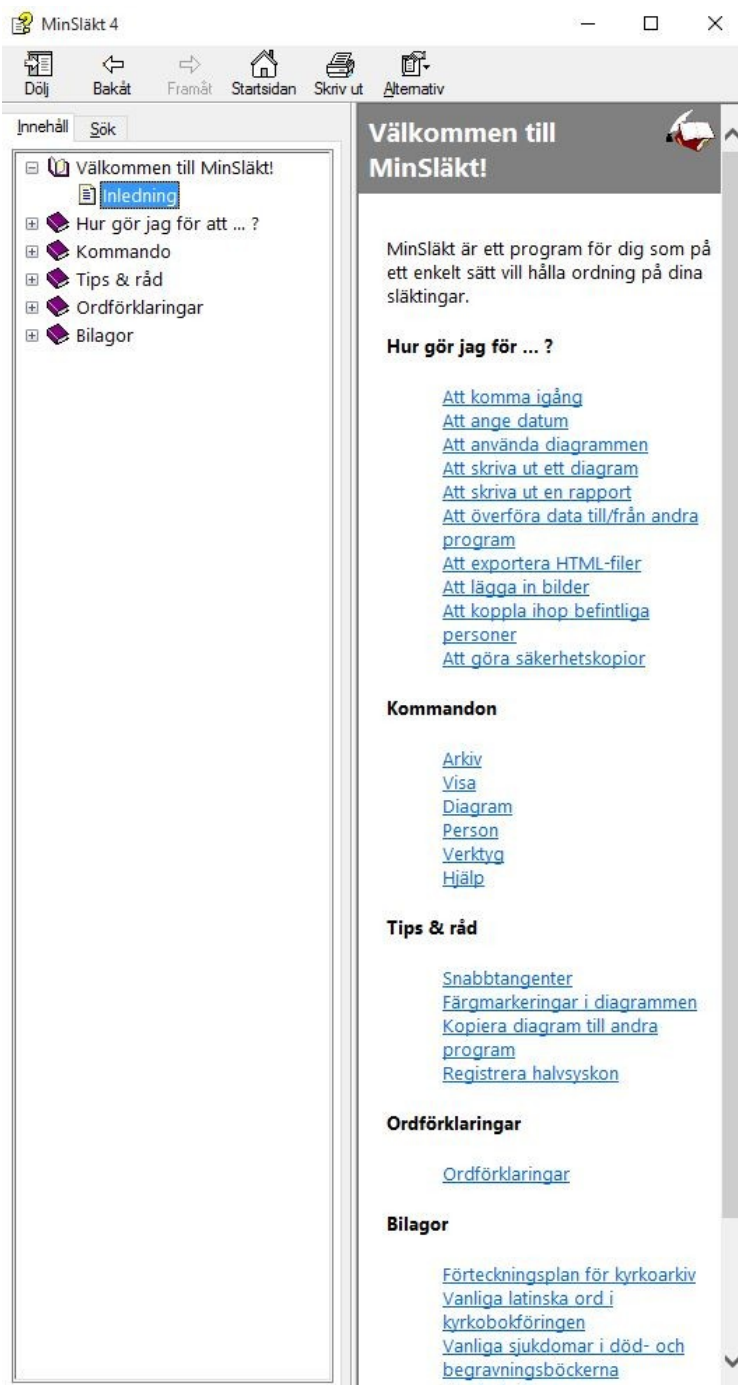 MinSläkt 4
Dölj
Bakåt
Framåt
Startsidan
Skriv ut
Alternativ
Innehåll
Sök
Välkommen till MinSläkt!
Inledning
Hur gör jag för att ... ?
Kommando
Tips & råd
Ordförklaringar
Bilagor
Välkommen till
MinSläkt!
MinSläkt är ett program för dig som på
ett enkelt sätt vill hålla ordning på dina
släktingar.
Hur gör jag för ... ?
Att komma igång
Att ange datum
Att använda diagrammen
Att skriva ut ett diagram
Att skriva ut en rapport
Att överföra data till/från andra
program
Att exportera HTML-filer
Att lägga in bilder
Att koppla ihop befintliga
personer
Att göra säkerhetskopior
Kommandon
Arkiv
Visa
Diagram
Person
Verktyg
Hjälp
Tips & råd
Snabbtangenter
Färgmarkeringar i diagrammen
Kopiera diagram till andra
program
Registrera halvsyskon
Ordförklaringar
Ordförklaringar
Bilagor
Förteckningsplan för kyrkoarkiv
Vanliga latinska ord i
kyrkobokföringen
Vanliga sjukdomar i död- och
begravningsböckerna